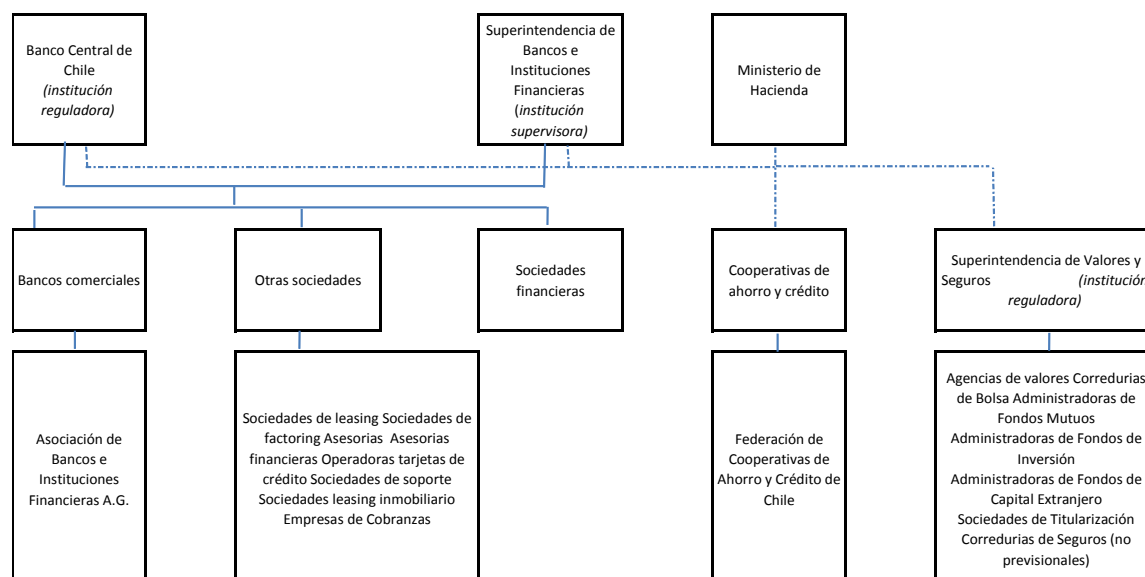 Banco Central de
Chile
(institución
reguladora)
Superintendencia de
Bancos e
Instituciones
Financieras
(institución
supervisora)
Ministerio de
Hacienda
Bancos comerciales
Otras sociedades
Sociedades
financieras
Cooperativas de
ahorro y crédito
Superintendencia de Valores y
Seguros (institución
reguladora)
Asociación de
Bancos e
Instituciones
Financieras A.G.
Sociedades de leasing Sociedades de
factoring Asesorias Asesorias
financieras Operadoras tarjetas de
crédito Sociedades de soporte
Sociedades leasing inmobiliario
Empresas de Cobranzas
Federación de
Cooperativas de
Ahorro y Crédito de
Chile
Agencias de valores Corredurias
de Bolsa Administradoras de
Fondos Mutuos
Administradoras de Fondos de
Inversión
Administradoras de Fondos de
Capital Extranjero
Sociedades de Titularización
Corredurias de Seguros (no
previsionales)